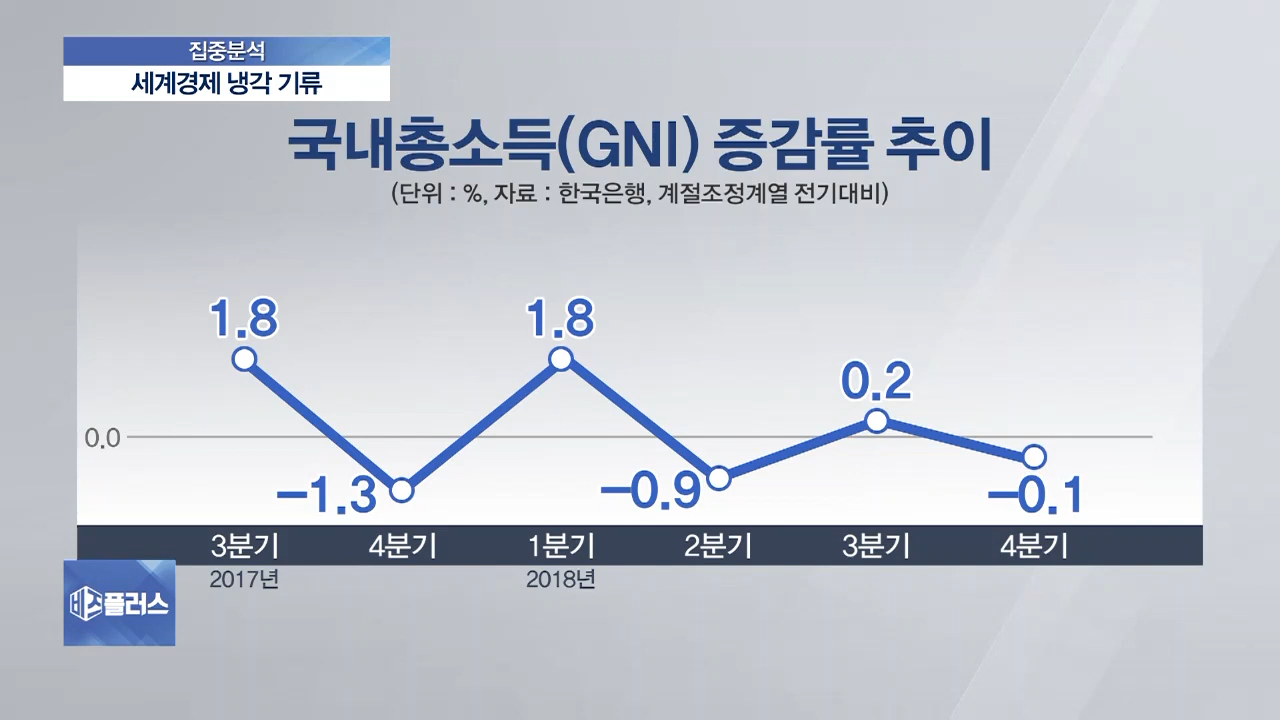 집중분석
세계경제 냉각 기류
국내총소득(GNI) 증감률 추이
(단위 : %, 자료 : 한국은행, 계절조정계열 전기대비)
1.8
1.8
0.2
0.0
-1.3
-0.9
-0.1
3분기 4분기 1분기 2분기 3분기 4분기
2017년 2018년
비즈플러스